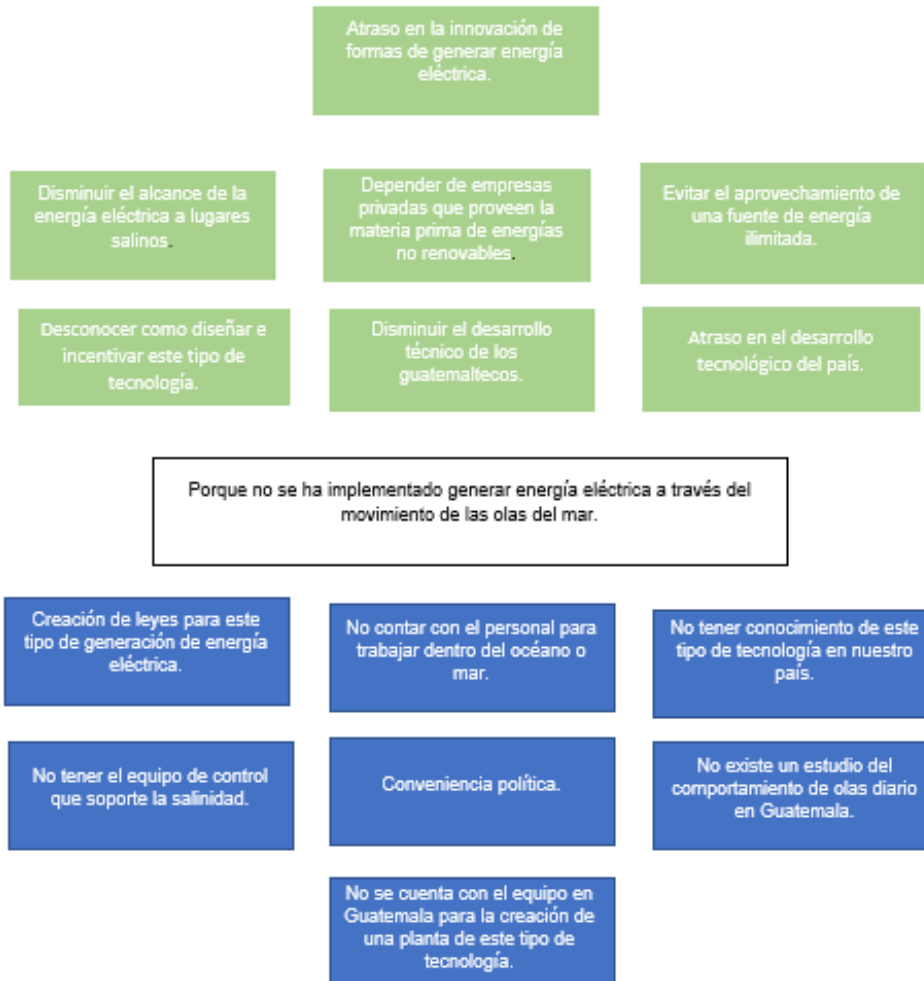 Atraso en la innovación de
formas de generar energía
eléctrica.
Disminuir el alcance de la
energía eléctrica a lugares
salinos.
Depender de empresas
privadas que proveen la
materia prima de energías
no renovables.
Evitar el aprovechamiento de
una fuente de energía
ilimitada.
Desconocer como diseñar e
incentivar este tipo de
tecnología.
Disminuir el desarrollo
técnico de los
guatemaltecos.
Atraso en el desarrollo
tecnológico del país.
Porque no se ha implementado generar energía eléctrica a través del
movimiento de las olas del mar.
Creación de leyes para este
tipo de generación de energía
eléctrica.
No contar con el personal para
trabajar dentro del océano o
mar.
No tener conocimiento de este
tipo de tecnología en nuestro
país.
No tener el equipo de control
que soporte la salinidad.
Conveniencia política.
No existe un estudio del
comportamiento de olas diario
en Guatemala.
No se cuenta con el equipo en
Guatemala para la creación de
una planta de este tipo de
tecnología.